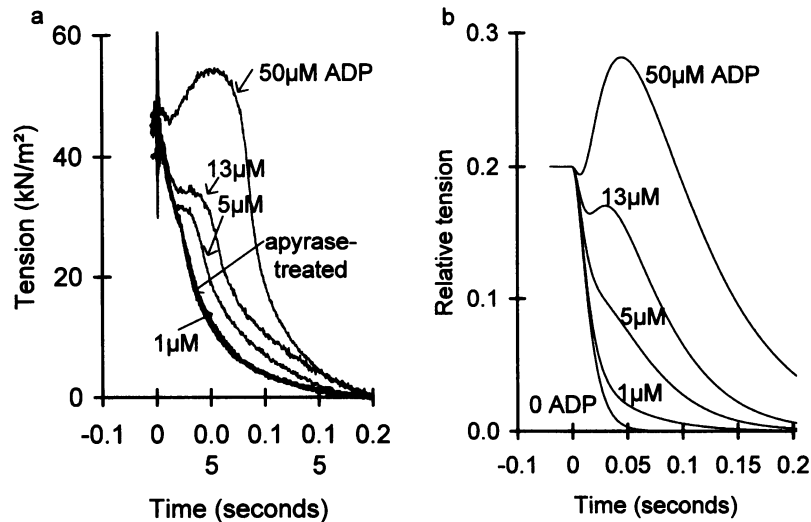 a
60
40
20
0
Tension (kN/m²)
50µM ADP
13µM
5µM
apyrase-
treated
1µM
-0.1 0 0.0 0.1 0.2
5 5
Time (seconds)
b
0.3
0.2
0.1
0.0
Relative tension
50µM ADP
13µM
5µM
1µM
0 ADP
-0.1 0 0.05 0.1 0.15 0.2
Time (seconds)